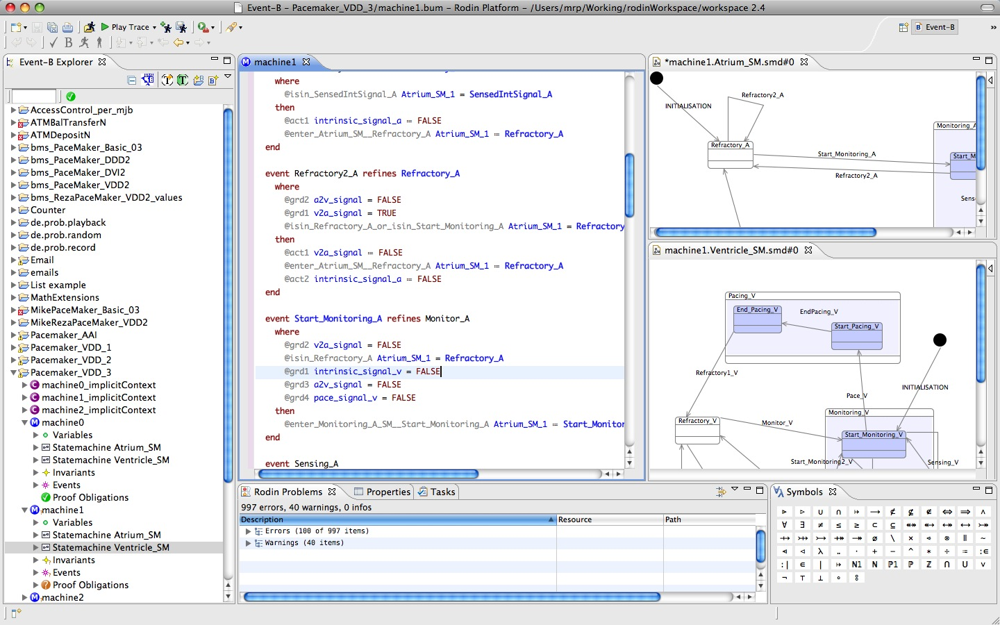 Event-B – Pacemaker_VDD_3/machine1.bum – Rodin Platform – /Users/mrp/Working/rodinWorkspace/workspace 2.4
Play Trace
Event-B
»
Event-B Explorer
AccessControl_per_mjb
ATMBalTransferN
ATMDepositN
bms_PaceMaker_Basic_03
bms_PaceMaker_DDD2
bms_PaceMaker_DVI2
bms_PaceMaker_VDD2
bms_RezaPaceMaker_VDD2_values
Counter
de.prob.playback
de.prob.random
de.prob.record
Email
emails
List example
MathExtensions
MikePaceMaker_Basic_03
MikeRezaPaceMaker_VDD2
Pacemaker_AAI
Pacemaker_VDD_1
Pacemaker_VDD_2
Pacemaker_VDD_3
machine0_implicitContext
machine1_implicitContext
machine2_implicitContext
machine0
Variables
Statemachine Atrium_SM
Statemachine Ventricle_SM
Invariants
Events
Proof Obligations
machine1
Variables
Statemachine Atrium_SM
Statemachine Ventricle_SM
Invariants
Events
Proof Obligations
machine2
machine1
where
@isin_SensedIntSignal_A Atrium_SM_1 = SensedIntSignal_A
then
@act1 intrinsic_signal_a ≔ FALSE
@enter_Atrium_SM__Refractory_A Atrium_SM_1 ≔ Refractory_A
end
event Refractory2_A refines Refractory_A
where
@grd2 a2v_signal = FALSE
@grd1 v2a_signal = TRUE
@isin_Refractory_A_or_isin_Start_Monitoring_A Atrium_SM_1 = Refractory
then
@act1 v2a_signal ≔ FALSE
@enter_Atrium_SM__Refractory_A Atrium_SM_1 ≔ Refractory_A
@act2 intrinsic_signal_a ≔ FALSE
end
event Start_Monitoring_A refines Monitor_A
where
@grd2 v2a_signal = FALSE
@isin_Refractory_A Atrium_SM_1 = Refractory_A
@grd1 intrinsic_signal_v = FALSE
@grd3 a2v_signal = FALSE
@grd4 pace_signal_v = FALSE
then
@enter_Monitoring_A_SM__Start_Monitoring_A Atrium_SM_1 ≔ Start_Monitor
end
event Sensing_A
*machine1.Atrium_SM.smd#0
INITIALISATION
Refractory2_A
Monitoring_A
Refractory_A
Start_Monitoring_A
Start_M
Refractory2_A
Sens
machine1.Ventricle_SM.smd#0
Pacing_V
End_Pacing_V
EndPacing_V
Start_Pacing_V
Refractory1_V
INITIALISATION
Pace_V
Monitoring_V
Refractory_V
Monitor_V
Start_Monitoring_V
Start_Monitoring2_V
Sensing_V
Rodin Problems
Properties
Tasks
997 errors, 40 warnings, 0 infos
Description Resource Path
Errors (100 of 997 items)
Warnings (40 items)
Symbols
∀ ∃ ≠ ≤ ≥ ⊂ ⊆
∅ ∖ ×
λ ‥ · + − ^ ∗ ÷ ≔ :∈
:∣ ∈ ∣ ↦ ℕ1 ℕ ℙ1 ℙ ℤ ⋂ ⋃ ∨
¬ ⊤ ⊥ ∘